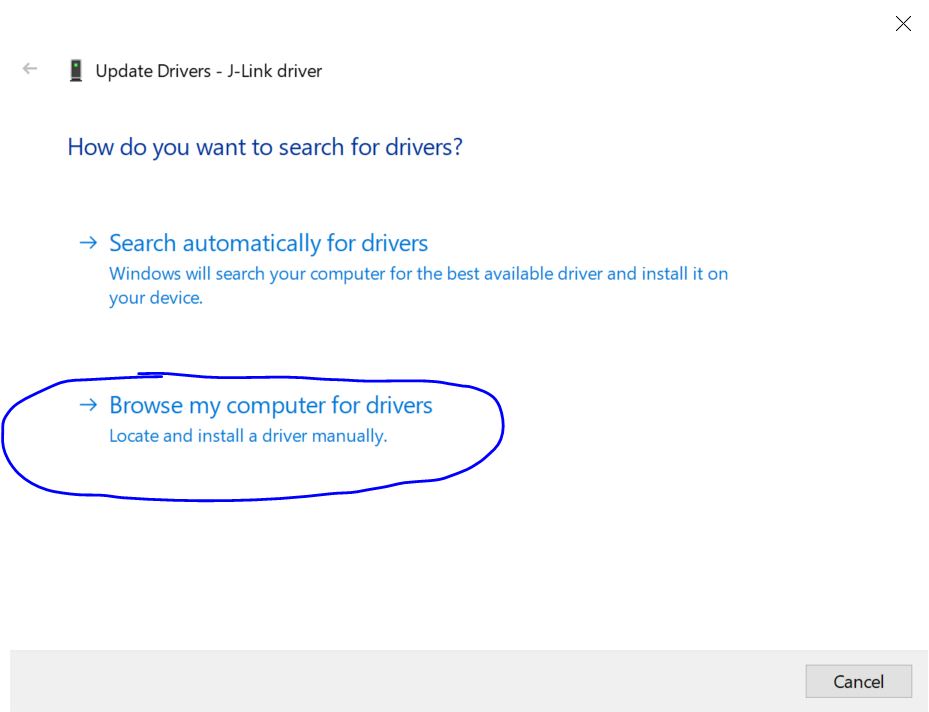 Update Drivers - J-Link driver
How do you want to search for drivers?
Search automatically for drivers
Windows will search your computer for the best available driver and install it on
your device.
Browse my computer for drivers
Locate and install a driver manually.
Cancel